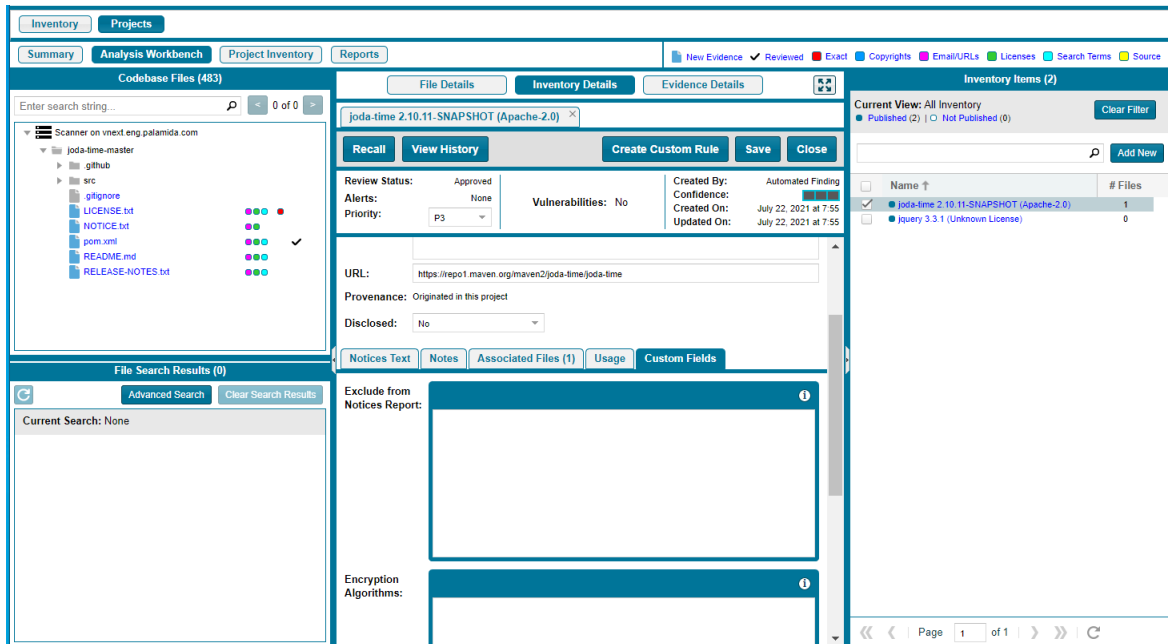 Inventory Projects
Summary Analysis Workbench Project Inventory Reports
New Evidence Reviewed Exact Copyrights Email/URLs Licenses Search Terms Source
Codebase Files (483)
Enter search string...
< 0 of 0 >
Scanner on vnext.eng.palamida.com
joda-time-master
.github
src
.gitignore
LICENSE.txt
NOTICE.txt
pom.xml
README.md
RELEASE-NOTES.txt
File Search Results (0)
Advanced Search Clear Search Results
Current Search: None
File Details Inventory Details Evidence Details
joda-time 2.10.11-SNAPSHOT (Apache-2.0) ×
Recall View History Create Custom Rule Save Close
Review Status: Approved
Alerts: None
Priority: P3
Vulnerabilities: No
Created By: Automated Finding
Confidence:
Created On: July 22, 2021 at 7:55
Updated On: July 22, 2021 at 7:55
URL: https://repo1.maven.org/maven2/joda-time/joda-time
Provenance: Originated in this project
Disclosed: No
Notices Text Notes Associated Files (1) Usage Custom Fields
Exclude from
Notices Report:
Encryption
Algorithms:
Inventory Items (2)
Current View: All Inventory
Published (2) | Not Published (0)
Clear Filter
Add New
Name # Files
joda-time 2.10.11-SNAPSHOT (Apache-2.0) 1
jquery 3.3.1 (Unknown License) 0
Page 1 of 1